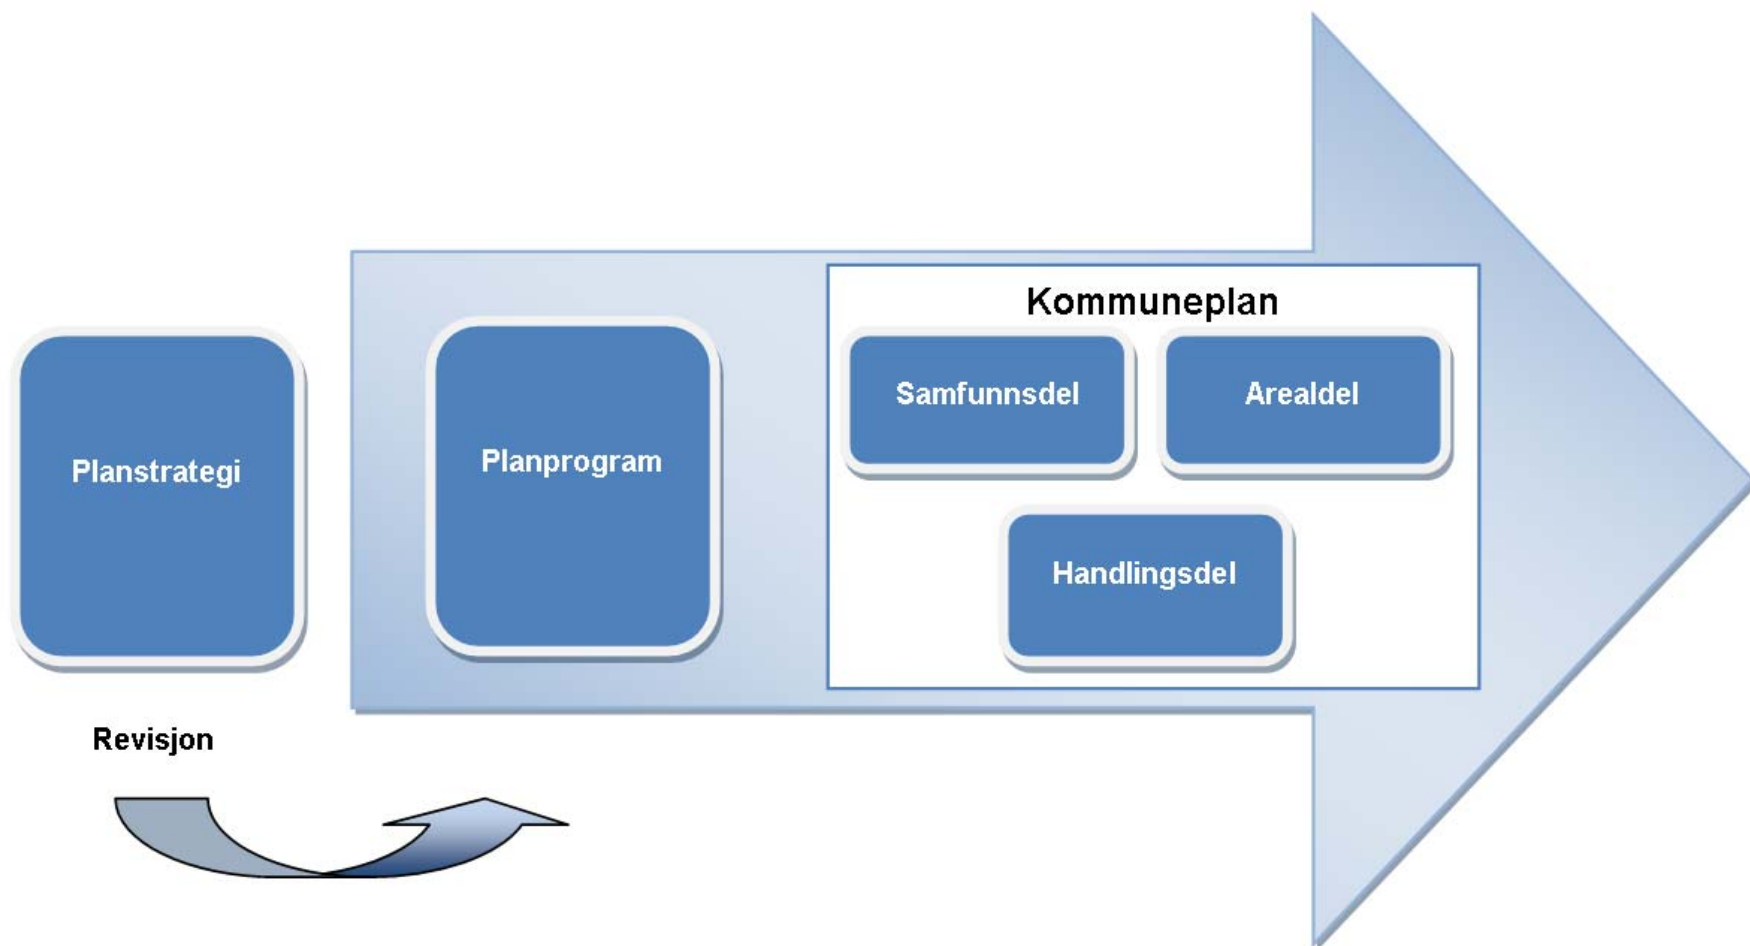 Kommuneplan
Samfunnsdel
Arealdel
Planstrategi
Planprogram
Handlingsdel
Revisjon